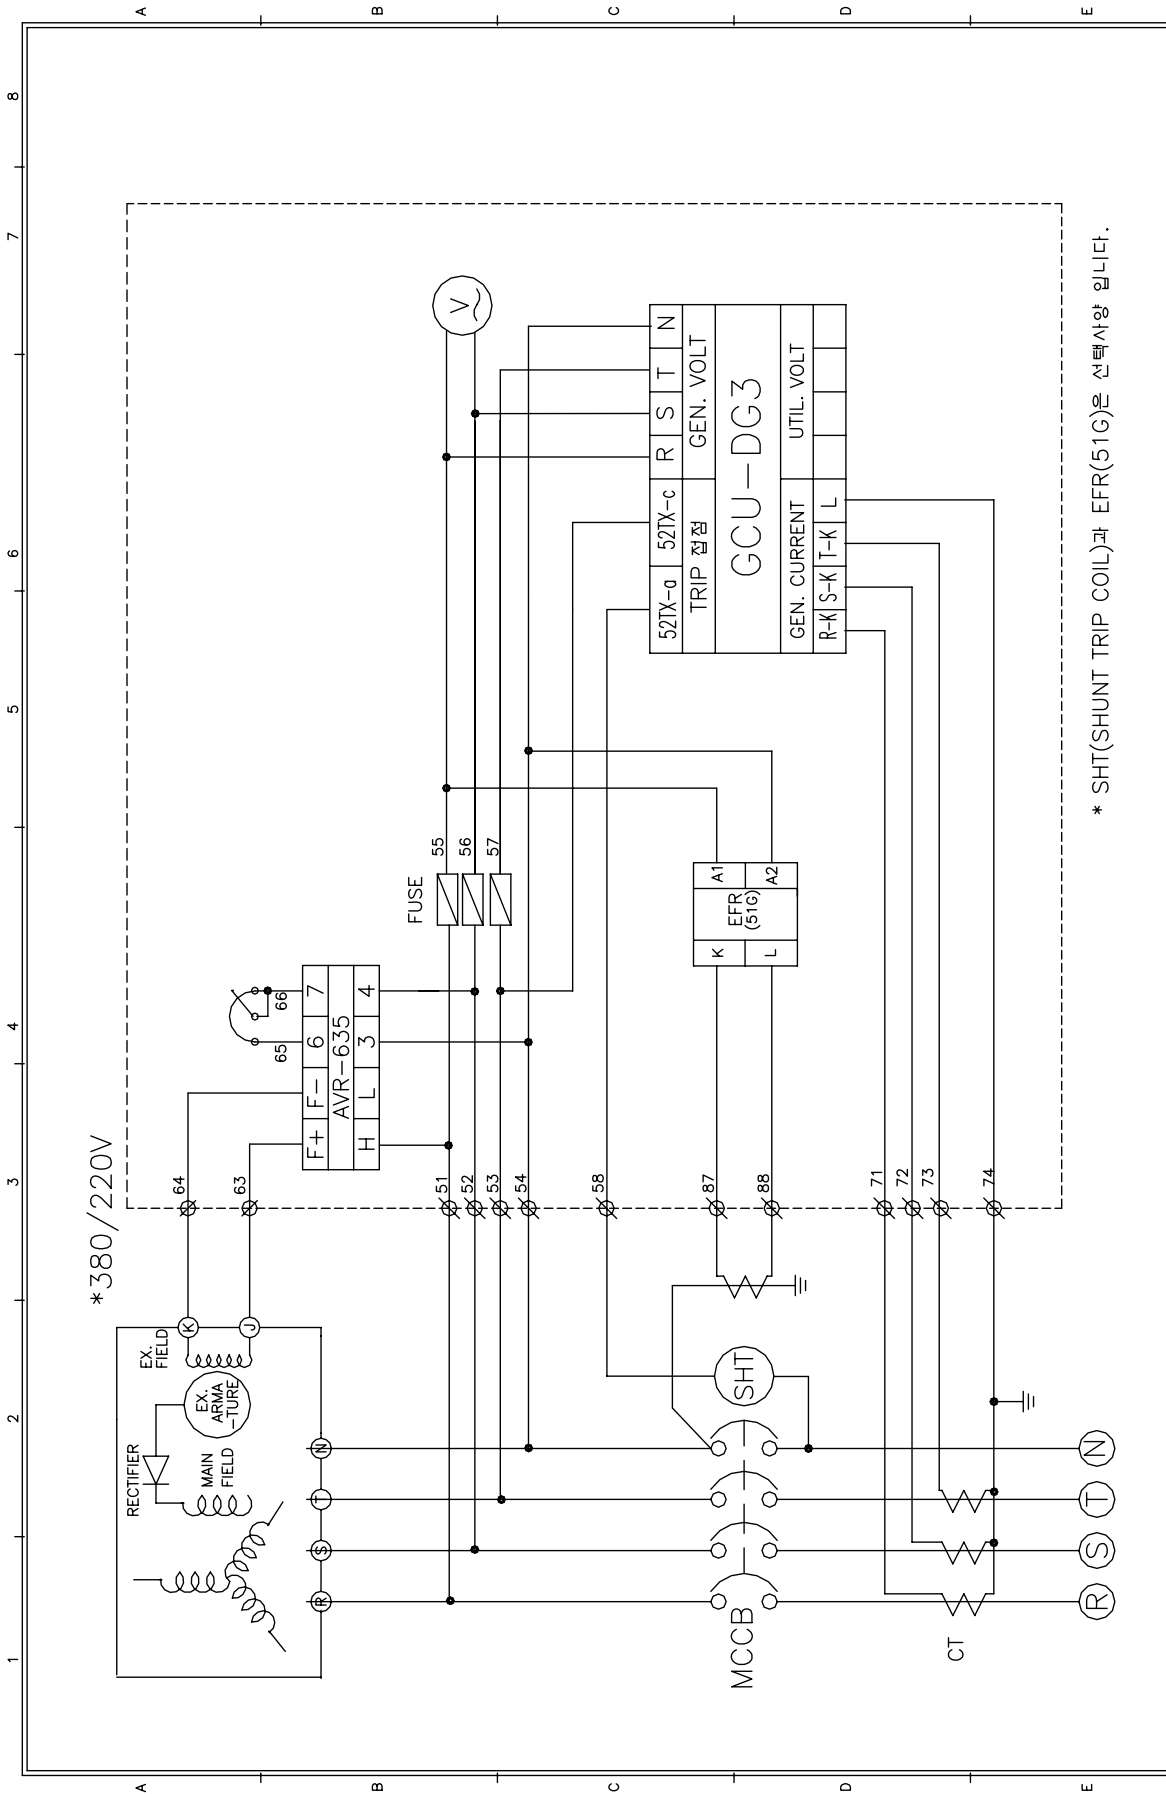 1
2
3
4
5
6
7
8
A
B
C
D
E
A
B
C
D
E
*380/220V
RECTIFIER
EX.
FIELD
EX.
ARMA
-TURE
MAIN
FIELD
K
J
R
S
T
N
64
63
51
52
53
54
58
87
88
71
72
73
74
65
66
F+
F-
6
7
AVR-635
H
L
3
4
FUSE
55
56
57
V
52TX-a
52TX-c
R
S
T
N
TRIP 접점
GEN. VOLT
GCU-DG3
GEN. CURRENT
UTIL. VOLT
R-K
S-K
T-K
L
K
L
EFR
(51G)
A1
A2
SHT
MCCB
CT
R
S
T
N
* SHT(SHUNT TRIP COIL)과 EFR(51G)은 선택사양 입니다.